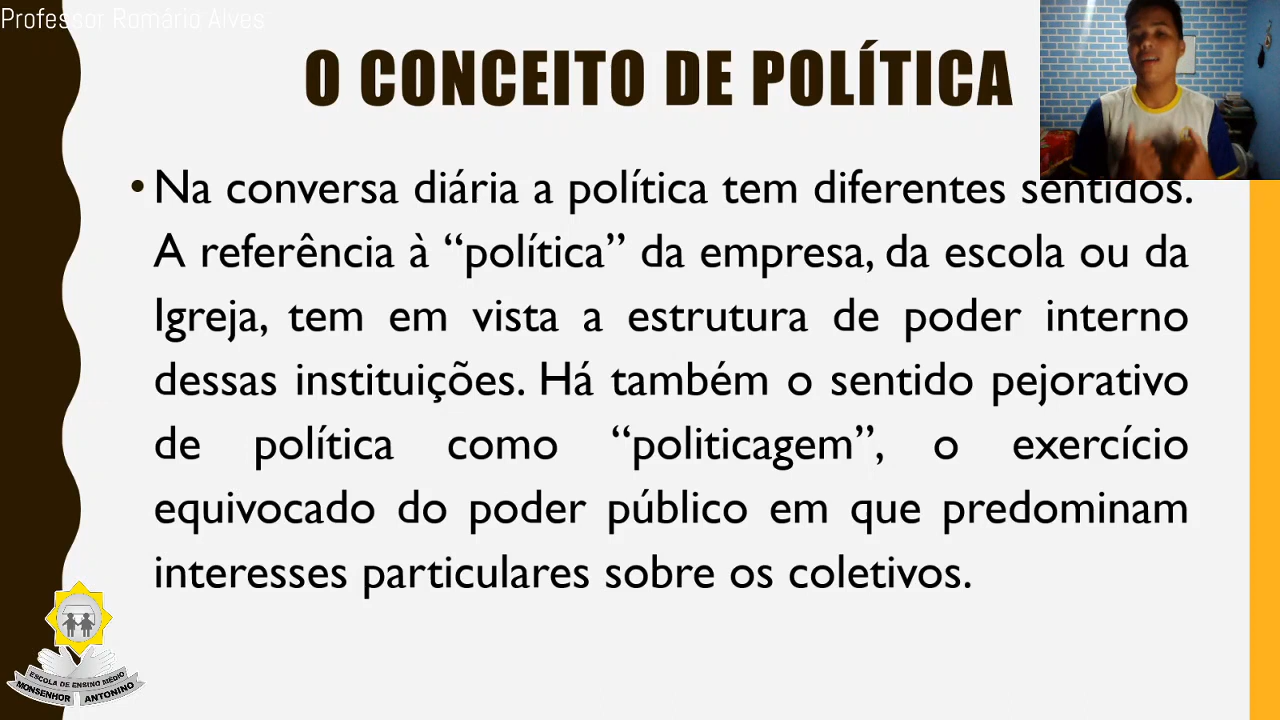 Professor Romário Alves
O CONCEITO DE POLÍTICA
• Na conversa diária a política tem diferentes sentidos.
A referência à “política” da empresa, da escola ou da
Igreja, tem em vista a estrutura de poder interno
dessas instituições. Há também o sentido pejorativo
de política como “politicagem”, o exercício
equivocado do poder público em que predominam
interesses particulares sobre os coletivos.
ESCOLA DE ENSINO MÉDIO
MONSENHOR ANTONINO